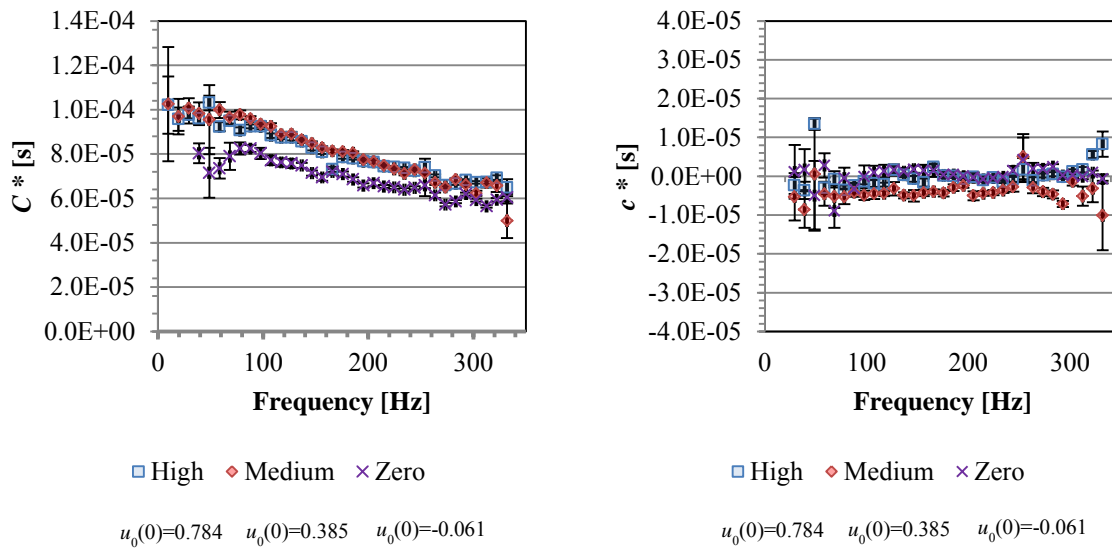 1.4E-04
1.2E-04
1.0E-04
8.0E-05
6.0E-05
4.0E-05
2.0E-05
0.0E+00
C* [s]
0 100 200 300
Frequency [Hz]
High Medium Zero
u0(0)=0.784 u0(0)=0.385 u0(0)=-0.061
4.0E-05
3.0E-05
2.0E-05
1.0E-05
0.0E+00
-1.0E-05
-2.0E-05
-3.0E-05
-4.0E-05
c* [s]
0 100 200 300
Frequency [Hz]
High Medium Zero
u0(0)=0.784 u0(0)=0.385 u0(0)=-0.061